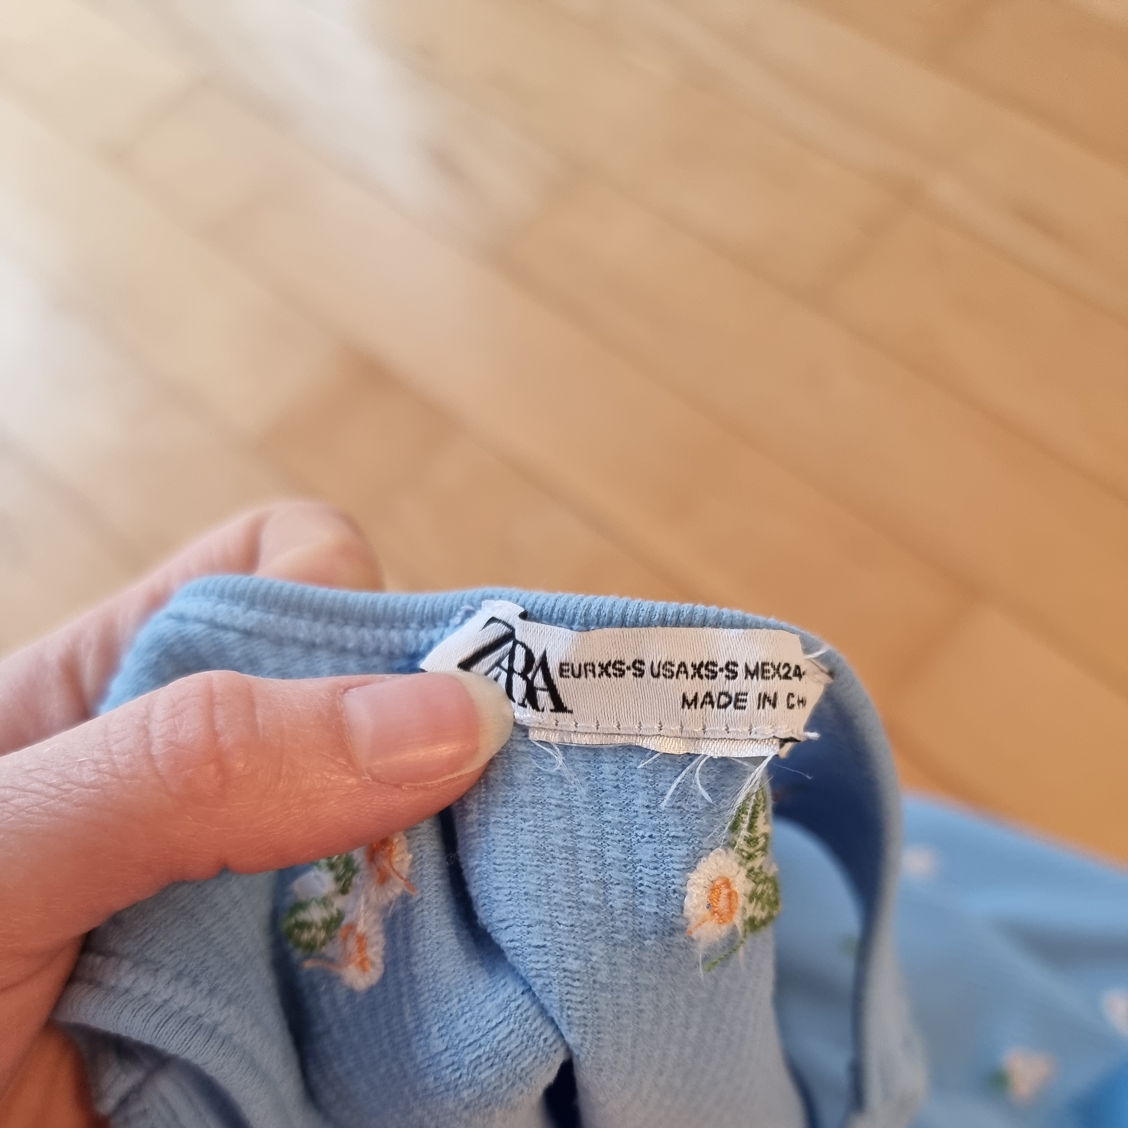 ZARA
EURXS-S USAXS-S MEX24
MADE IN CH